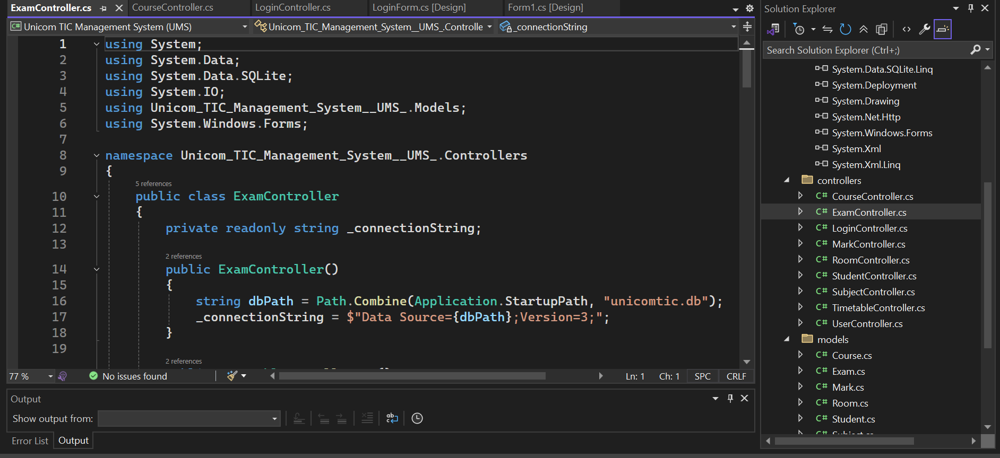 ExamController.cs
CourseController.cs
LoginController.cs
LoginForm.cs [Design]
Form1.cs [Design]
Unicom TIC Management System (UMS)
Unicom_TIC_Management_System__UMS_.Controlle
_connectionString
1 using System;
2 using System.Data;
3 using System.Data.SQLite;
4 using System.IO;
5 using Unicom_TIC_Management_System__UMS_.Models;
6 using System.Windows.Forms;
7
8 namespace Unicom_TIC_Management_System__UMS_.Controllers
9 {
5 references
10 public class ExamController
11 {
12 private readonly string _connectionString;
13
2 references
14 public ExamController()
15 {
16 string dbPath = Path.Combine(Application.StartupPath, "unicomtic.db");
17 _connectionString = $"Data Source={dbPath};Version=3;";
18 }
19
2 references
77 %
No issues found
Ln: 1
Ch: 1
SPC
CRLF
Output
Show output from:
Error List
Output
Solution Explorer
Search Solution Explorer (Ctrl+;)
System.Data.SQLite.Linq
System.Deployment
System.Drawing
System.Net.Http
System.Windows.Forms
System.Xml
System.Xml.Linq
controllers
C# CourseController.cs
C# ExamController.cs
C# LoginController.cs
C# MarkController.cs
C# RoomController.cs
C# StudentController.cs
C# SubjectController.cs
C# TimetableController.cs
C# UserController.cs
models
C# Course.cs
C# Exam.cs
C# Mark.cs
C# Room.cs
C# Student.cs